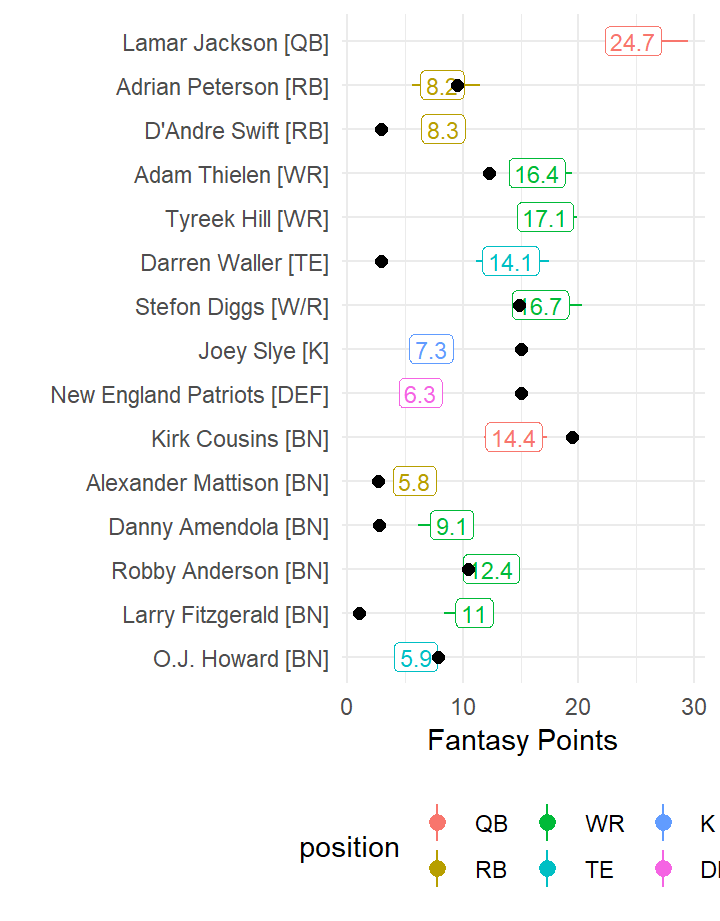 Lamar Jackson [QB] 24.7
Adrian Peterson [RB] 8.2
D'Andre Swift [RB] 8.3
Adam Thielen [WR] 16.4
Tyreek Hill [WR] 17.1
Darren Waller [TE] 14.1
Stefon Diggs [W/R] 16.7
Joey Slye [K] 7.3
New England Patriots [DEF] 6.3
Kirk Cousins [BN] 14.4
Alexander Mattison [BN] 5.8
Danny Amendola [BN] 9.1
Robby Anderson [BN] 12.4
Larry Fitzgerald [BN] 11
O.J. Howard [BN] 5.9
0 10 20 30
Fantasy Points
QB WR K
position
RB TE